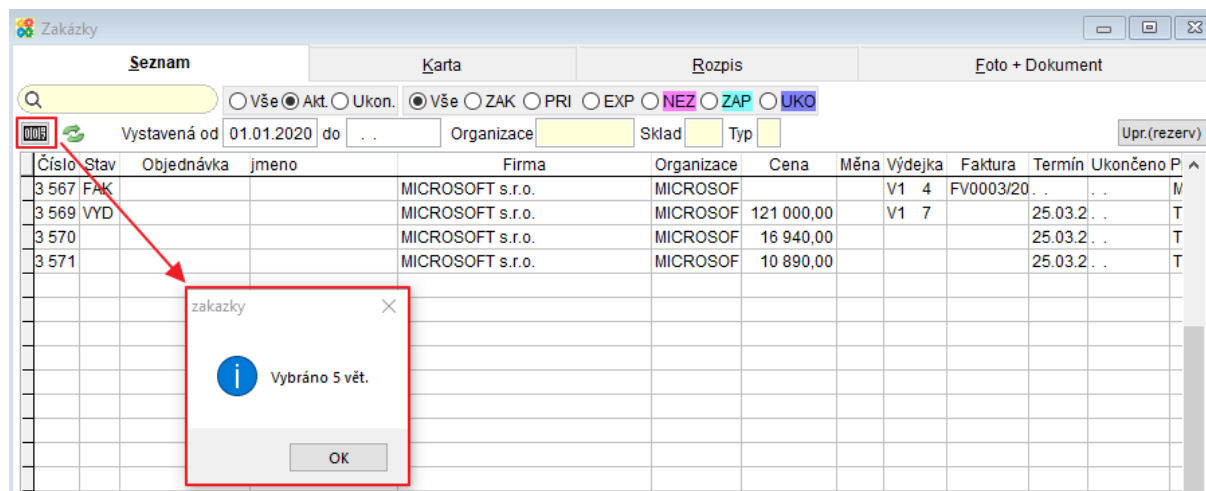 Zakázky
Seznam Karta Rozpis Foto + Dokument
Vše Akt. Ukon. Vše ZAK PRI EXP NEZ ZAP UKO
Vystavená od 01.01.2020 do . . Organizace Sklad Typ Upr.(rezerv)
Číslo Stav Objednávka jmeno Firma Organizace Cena Měna Výdejka Faktura Termín Ukončeno
3 567 FAK MICROSOFT s.r.o. MICROSOF V1 4 FV0003/20 . . . . M
3 569 VYD MICROSOFT s.r.o. MICROSOF 121 000,00 V1 7 25.03.2 . . T
3 570 MICROSOFT s.r.o. MICROSOF 16 940,00 25.03.2 . . T
3 571 MICROSOFT s.r.o. MICROSOF 10 890,00 25.03.2 . . T
zakazky
Vybráno 5 vět.
OK